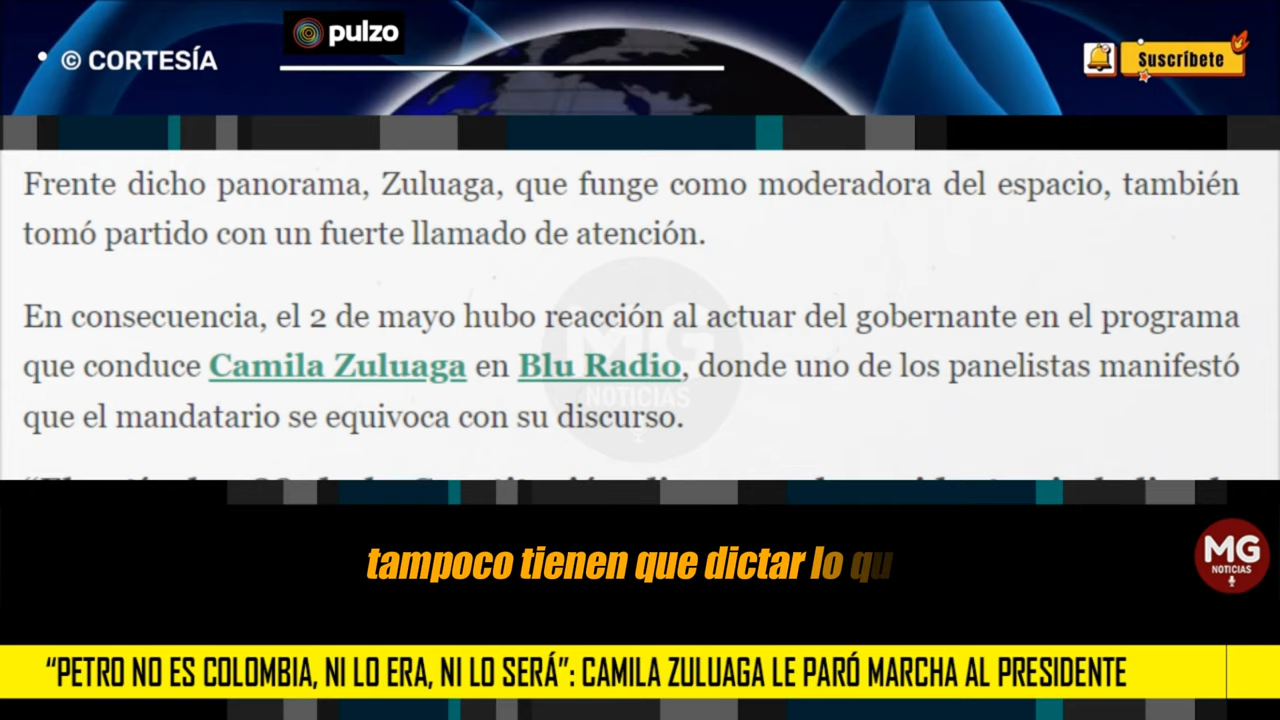 © CORTESÍA
pulzo
Suscríbete
Frente dicho panorama, Zuluaga, que funge como moderadora del espacio, también
tomó partido con un fuerte llamado de atención.
En consecuencia, el 2 de mayo hubo reacción al actuar del gobernante en el programa
que conduce Camila Zuluaga en Blu Radio, donde uno de los panelistas manifestó
que el mandatario se equivoca con su discurso.
MG
NOTICIAS
tampoco tienen que dictar lo qu
MG
NOTICIAS
“PETRO NO ES COLOMBIA, NI LO ERA, NI LO SERÁ”: CAMILA ZULUAGA LE PARÓ MARCHA AL PRESIDENTE